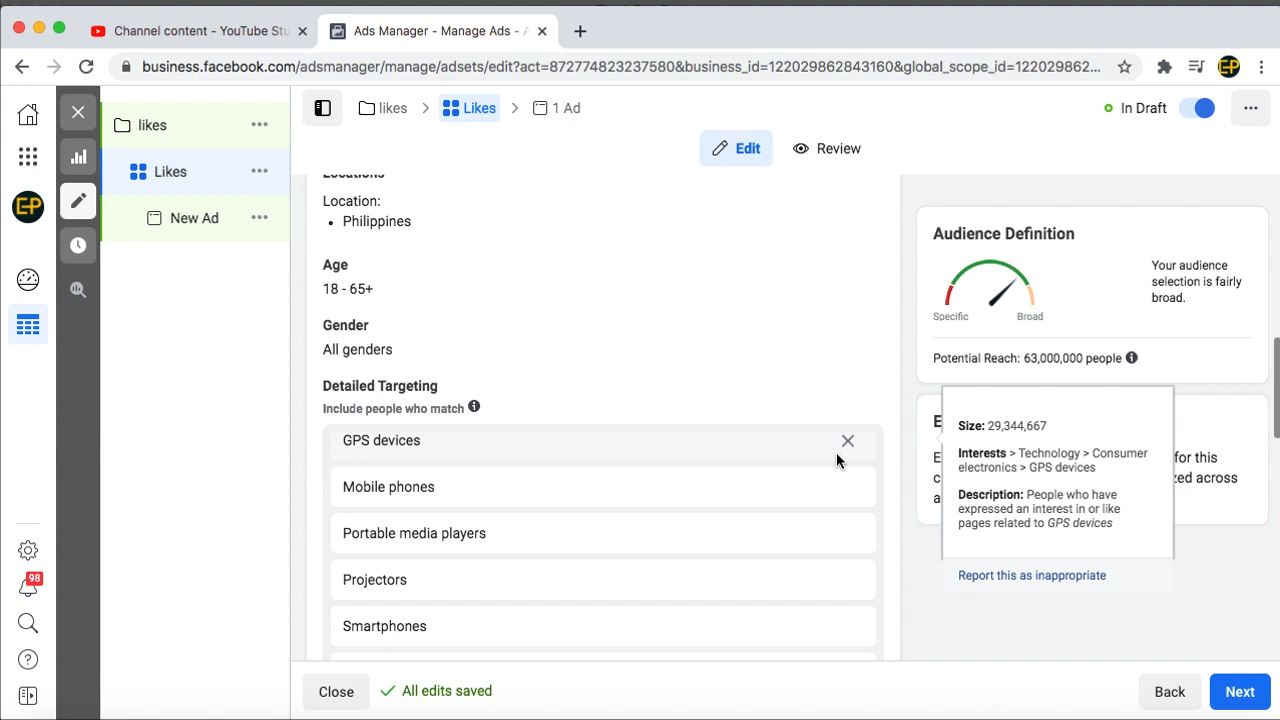 Channel content - YouTube Stu
Ads Manager - Manage Ads - A
business.facebook.com/adsmanager/manage/adsets/edit?act=872774823237580&business_id=122029862843160&global_scope_id=122029862...
EP
likes
Likes
1 Ad
In Draft
likes
Edit
Review
Likes
New Ad
EP
98
Locations
Location:
• Philippines
Age
18 - 65+
Gender
All genders
Detailed Targeting
Include people who match
GPS devices
Mobile phones
Portable media players
Projectors
Smartphones
Audience Definition
Your audience
selection is fairly
broad.
Specific
Broad
Potential Reach: 63,000,000 people
Size: 29,344,667
Interests > Technology > Consumer
electronics > GPS devices
Description: People who have
expressed an interest in or like
pages related to GPS devices
Report this as inappropriate
for this
zed across
Close
All edits saved
Back
Next